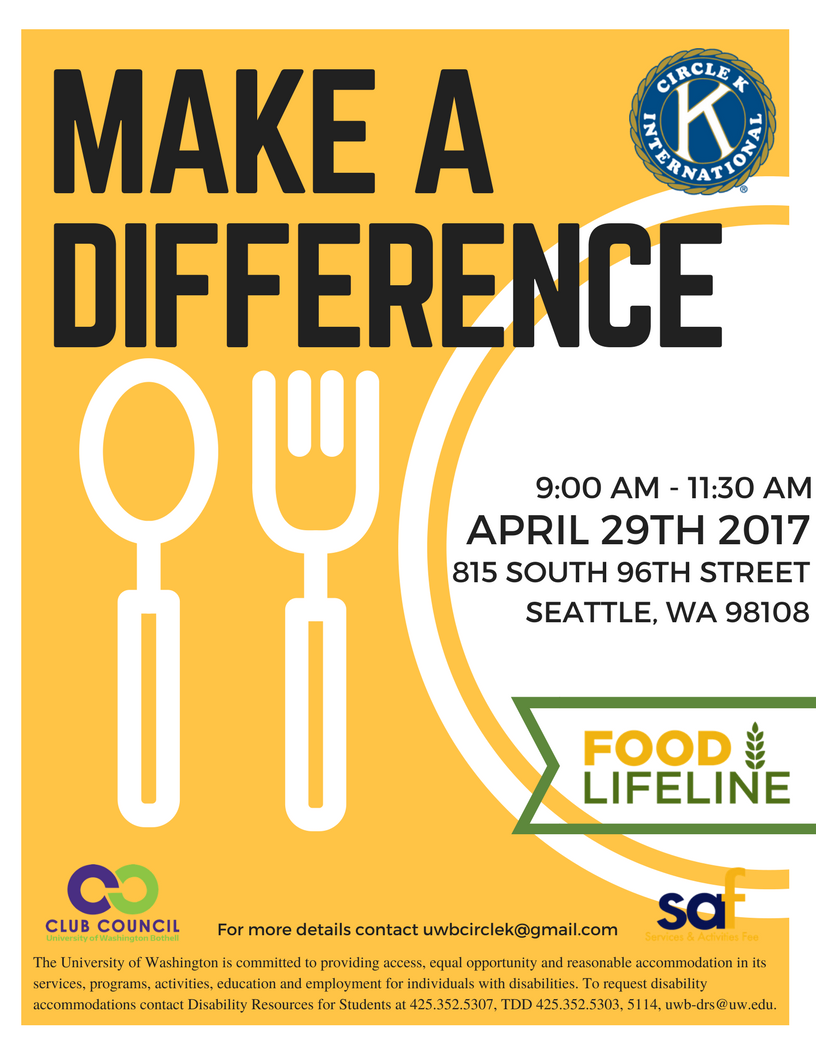 MAKE A
DIFFERENCE
CIRCLE K
INTERNATIONAL
K
®
9:00 AM - 11:30 AM
APRIL 29TH 2017
815 SOUTH 96TH STREET
SEATTLE, WA 98108
FOOD
LIFELINE
CLUB COUNCIL
University of Washington Bothell
For more details contact uwbcirclek@gmail.com
saf
Services & Activities Fee
The University of Washington is committed to providing access, equal opportunity and reasonable accommodation in its
services, programs, activities, education and employment for individuals with disabilities. To request disability
accommodations contact Disability Resources for Students at 425.352.5307, TDD 425.352.5303, 5114, uwb-drs@uw.edu.